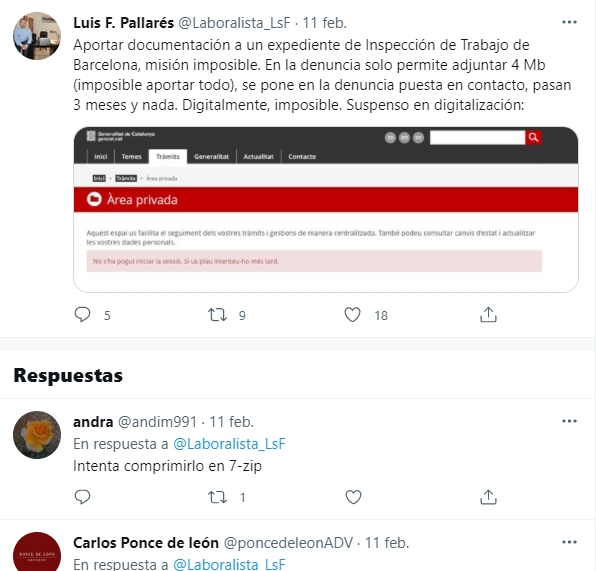 Luis F. Pallarés @Laboralista_LsF · 11 feb.
Aportar documentación a un expediente de Inspección de Trabajo de
Barcelona, misión imposible. En la denuncia solo permite adjuntar 4 Mb
(imposible aportar todo), se pone en la denuncia puesta en contacto, pasan
3 meses y nada. Digitalmente, imposible. Suspenso en digitalización:
Generalitat de Catalunya
gencat.cat
Inici Temes Tràmits Generalitat Actualitat Contacte
Inici > Tràmits > Àrea privada
Àrea privada
Aquest espai us facilita el seguiment dels vostres tràmits i gestions de manera centralitzada. També podeu consultar canvis d'estat i actualitzar
les vostres dades personals.
No s'ha pogut iniciar la sessió. Si us plau intenteu-ho més tard.
5 9 18
Respuestas
andra @andim991 · 11 feb.
En respuesta a @Laboralista_LsF
Intenta comprimirlo en 7-zip
1
Carlos Ponce de león @poncedeleonADV · 11 feb.
PONCE DE LEÓN
En respuesta a @Laboralista_LsF